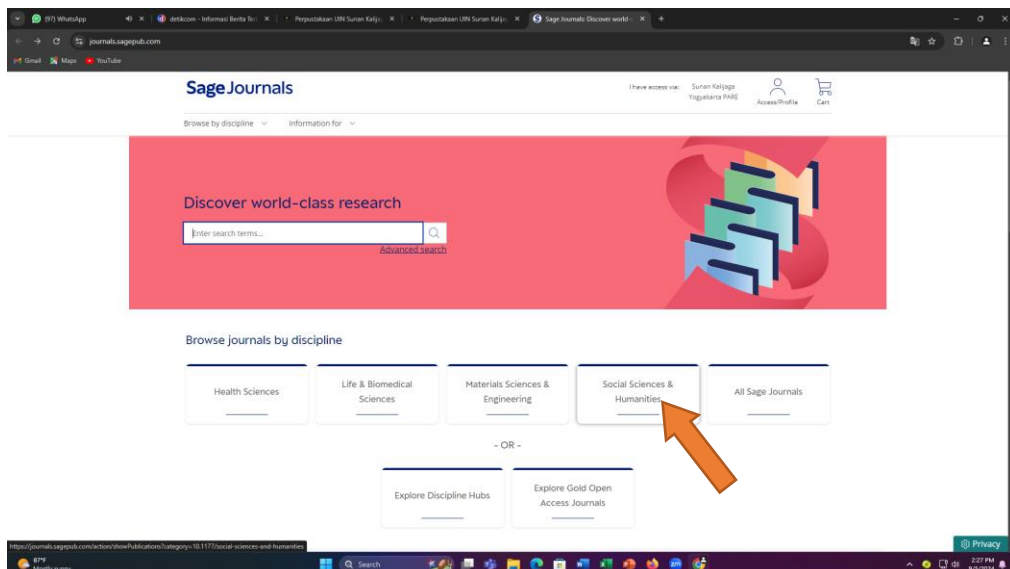 (97) WhatsApp
detikcom - Informasi Berita Terl
Perpustakaan UIN Sunan Kalija
Perpustakaan UIN Sunan Kalija
Sage Journals: Discover world-
journals.sagepub.com
Gmail
Maps
YouTube
Sage Journals
I have access via:
Sunan Kalijaga
Yogyakarta PARE
Access/Profile
Cart
Browse by discipline
Information for
Discover world-class research
Enter search terms...
Advanced search
Browse journals by discipline
Health Sciences
Life & Biomedical
Sciences
Materials Sciences &
Engineering
Social Sciences &
Humanities
All Sage Journals
- OR -
Explore Discipline Hubs
Explore Gold Open
Access Journals
https://journals.sagepub.com/action/showPublications?category=10.1177/social-sciences-and-humanities
Privacy
87°F
Mostly sunny
Search
2:27 PM